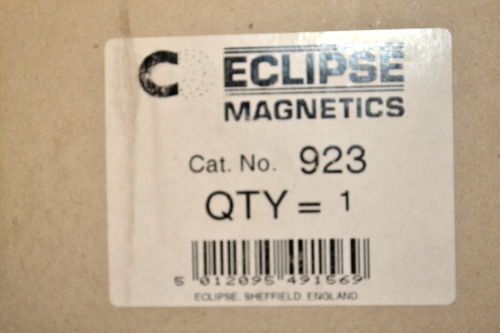 ECLIPSE
MAGNETICS
Cat. No. 923
QTY = 1
5 012095 491569
ECLIPSE. SHEFFIELD. ENGLAND.